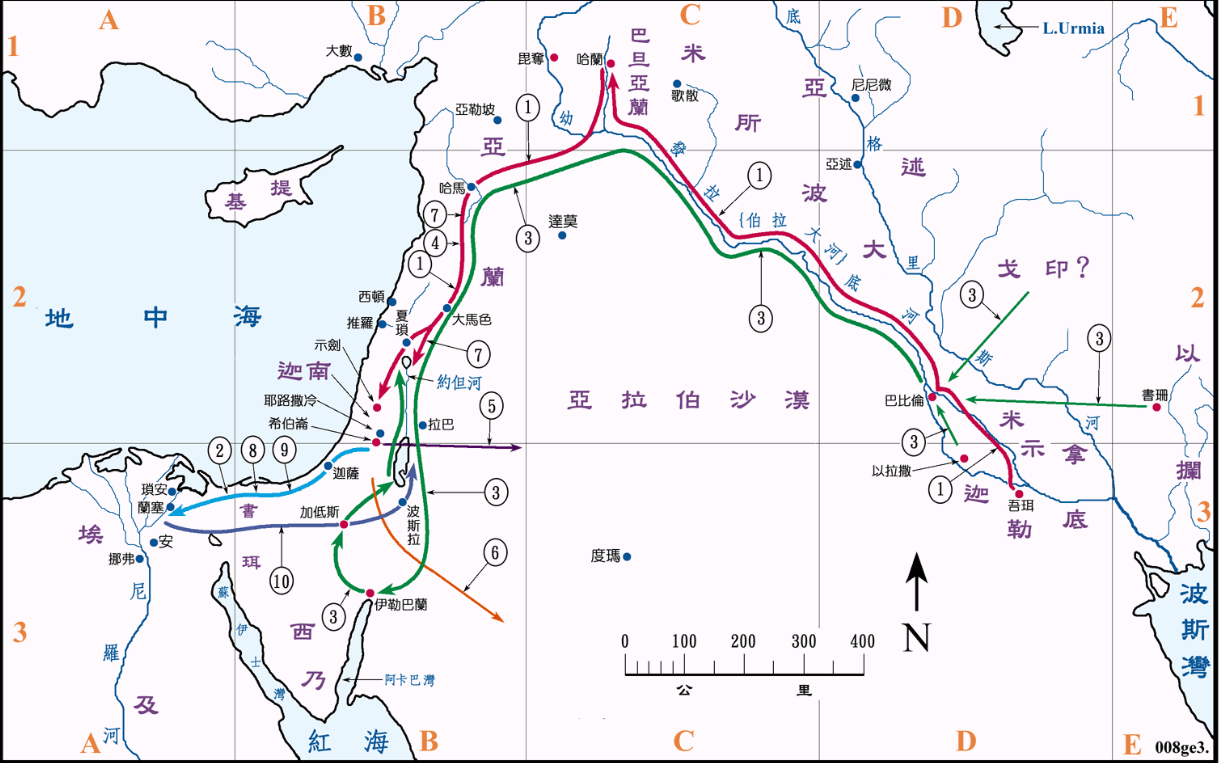 A
B
C
D
E
1
大數
毘奪
哈蘭
巴旦亞蘭
米所波大米
底格里斯河
L.Urmia
歌散
亞述
尼尼微
1
亞勒坡
幼發拉底河
亞蘭
①
亞述
基提
哈馬
①
{伯拉大河}
⑦
④
③
達莫
①
戈印?
2
地中海
西頓
夏瑣
大馬色
③
③
2
推羅
③
示劍
⑦
迦南
約但河
以攔
耶路撒冷
亞拉伯沙漠
巴比倫
書珊
希伯崙
⑤
拉巴
示拿
③
②
⑧
⑨
迦薩
以拉撒
瑣安
③
①
迦勒底
蘭塞
書珥
加低斯
波斯拉
吾珥
3
埃及
安
挪弗
⑩
⑥
度瑪
尼羅河
蘇伊士灣
③
伊勒巴蘭
波斯灣
3
西乃
0 100 200 300 400
N
公里
阿卡巴灣
紅海
A
B
C
D
E
008ge3.